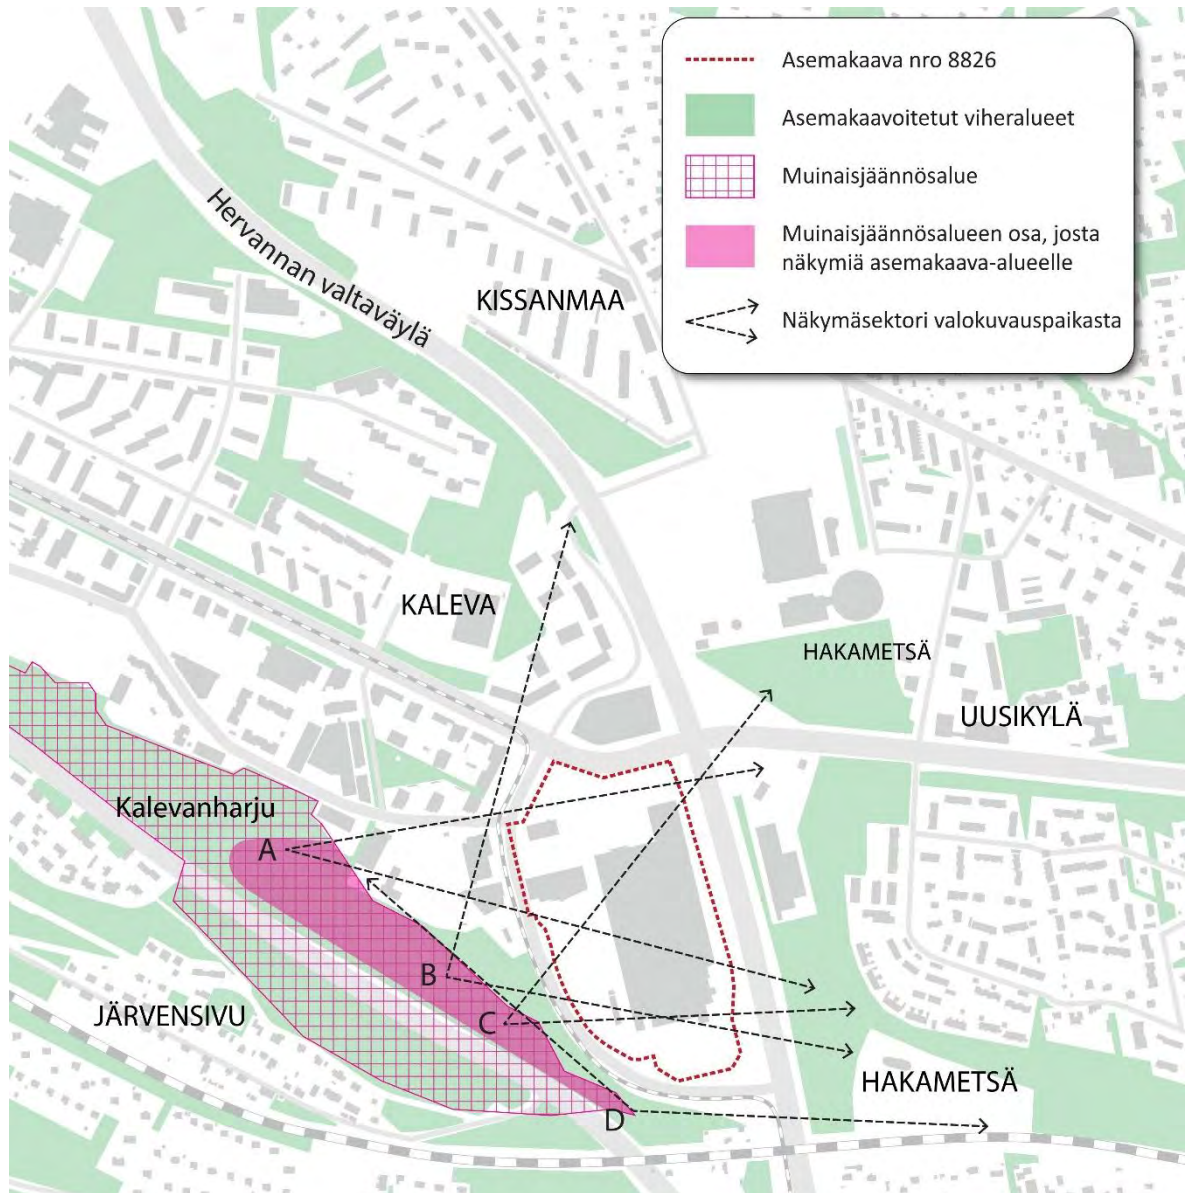 Asemakaava nro 8826
Asemakaavoitetut viheralueet
Muinaisjäännösalue
Muinaisjäännösalueen osa, josta
näkymiä asemakaava-alueelle
Näkymäsektori valokuvauspaikasta
Hervannan valtaväylä
KISSANMAA
KALEVA
HAKAMETSÄ
UUSIKYLÄ
Kalevanharju
A
B
C
JÄRVENSIVU
HAKAMETSÄ
D